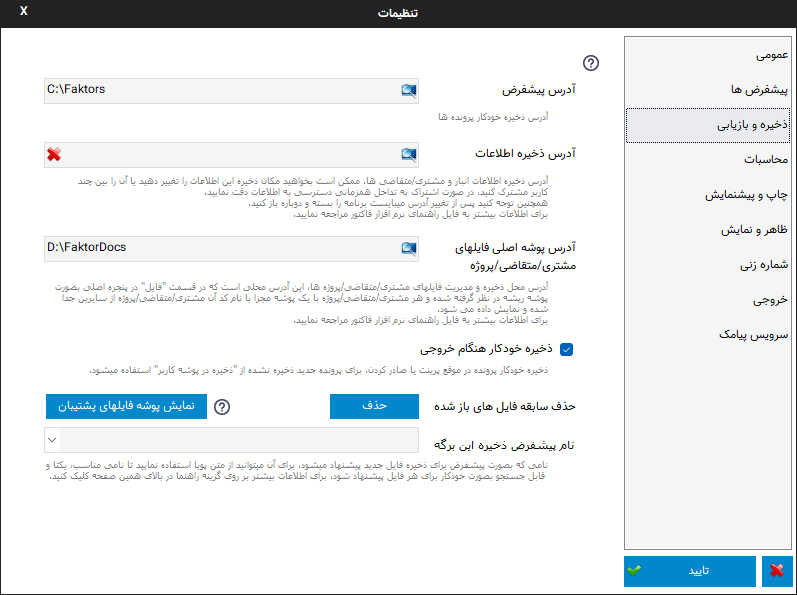 تنظیمات
X
عمومی
پیشفرض ها
ذخیره و بازیابی
محاسبات
چاپ و پیشنمایش
ظاهر و نمایش
شماره زنی
خروجی
سرویس پیامک
تایید
?
آدرس پیشفرض
C:\Faktors
آدرس ذخیره خودکار پرونده ها
آدرس ذخیره اطلاعات
آدرس ذخیره اطلاعات انبار و مشتری/متقاضی ها، ممکن است بخواهید مکان ذخیره این اطلاعات را تغییر دهید یا آن را بین چند
کاربر مشترک کنید، در صورت اشتراک به تداخل همزمانی دسترسی به اطلاعات دقت نمایید.
همچنین توجه کنید پس از تغییر آدرس میبایست برنامه را بسته و دوباره باز کنید.
برای اطلاعات بیشتر به فایل راهنمای نرم افزار فاکتور مراجعه نمایید.
آدرس پوشه اصلی فایلهای
مشتری/متقاضی/پروژه
D:\FaktorDocs
آدرس محل ذخیره و مدیریت فایلهای مشتری/متقاضی/پروژه ها، این آدرس محلی است که در قسمت "فایل" در پنجره اصلی بصورت
پوشه ریشه در نظر گرفته شده و هر مشتری/متقاضی/پروژه با یک پوشه مجزا با نام کد آن مشتری/متقاضی/پروژه از سایرین جدا
شده و نمایش داده می شود.
برای اطلاعات بیشتر به فایل راهنمای نرم افزار فاکتور مراجعه نمایید.
ذخیره خودکار هنگام خروجی
ذخیره خودکار پرونده در موقع پرینت یا صادر کردن. برای پرونده جدید ذخیره نشده از "ذخیره در پوشه کاربر" استفاده میشود.
حذف سابقه فایل های باز شده
حذف
?
نمایش پوشه فایلهای پشتیبان
نام پیشفرض ذخیره این برگه
نامی که بصورت پیشفرض برای ذخیره فایل جدید پیشنهاد میشود، برای آن میتوانید از متن پویا استفاده نمایید تا نامی مناسب، یکتا و
قابل جستجو بصورت خودکار برای هر فایل پیشنهاد شود، برای اطلاعات بیشتر بر روی گزینه راهنما در بالای همین صفحه کلیک کنید.